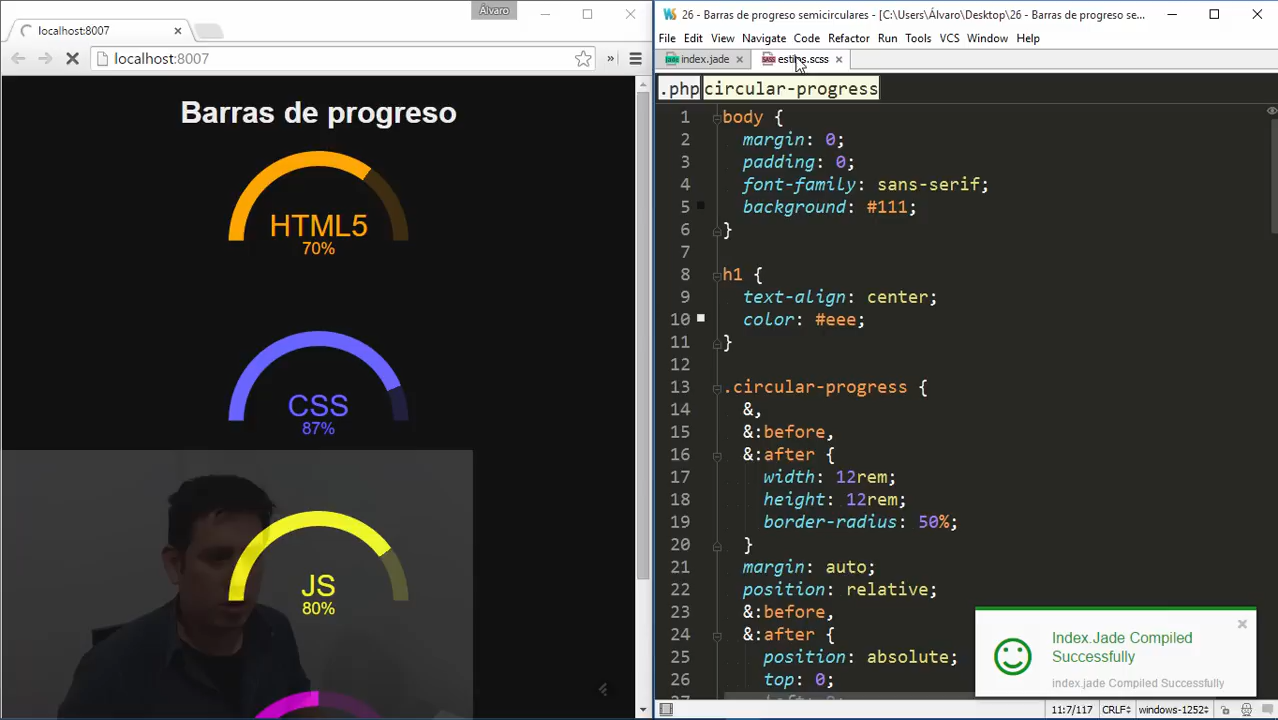 Álvaro
localhost:8007
localhost:8007
»
Barras de progreso
HTML5
70%
CSS
87%
JS
80%
26 - Barras de progreso semicirculares - [C:\Users\Álvaro\Desktop\26 - Barras de progreso se...
File Edit View Navigate Code Refactor Run Tools VCS Window Help
index.jade
estilos.scss
.php circular-progress
1 body {
2 margin: 0;
3 padding: 0;
4 font-family: sans-serif;
5 background: #111;
6 }
7
8 h1 {
9 text-align: center;
10 color: #eee;
11 }
12
13 .circular-progress {
14 &,
15 &:before,
16 &:after {
17 width: 12rem;
18 height: 12rem;
19 border-radius: 50%;
20 }
21 margin: auto;
22 position: relative;
23 &:before,
24 &:after {
25 position: absolute;
26 top: 0;
27 left: 0;
Index.Jade Compiled
Successfully
index.jade Compiled Successfully
11:7/117 CRLF÷ windows-1252÷